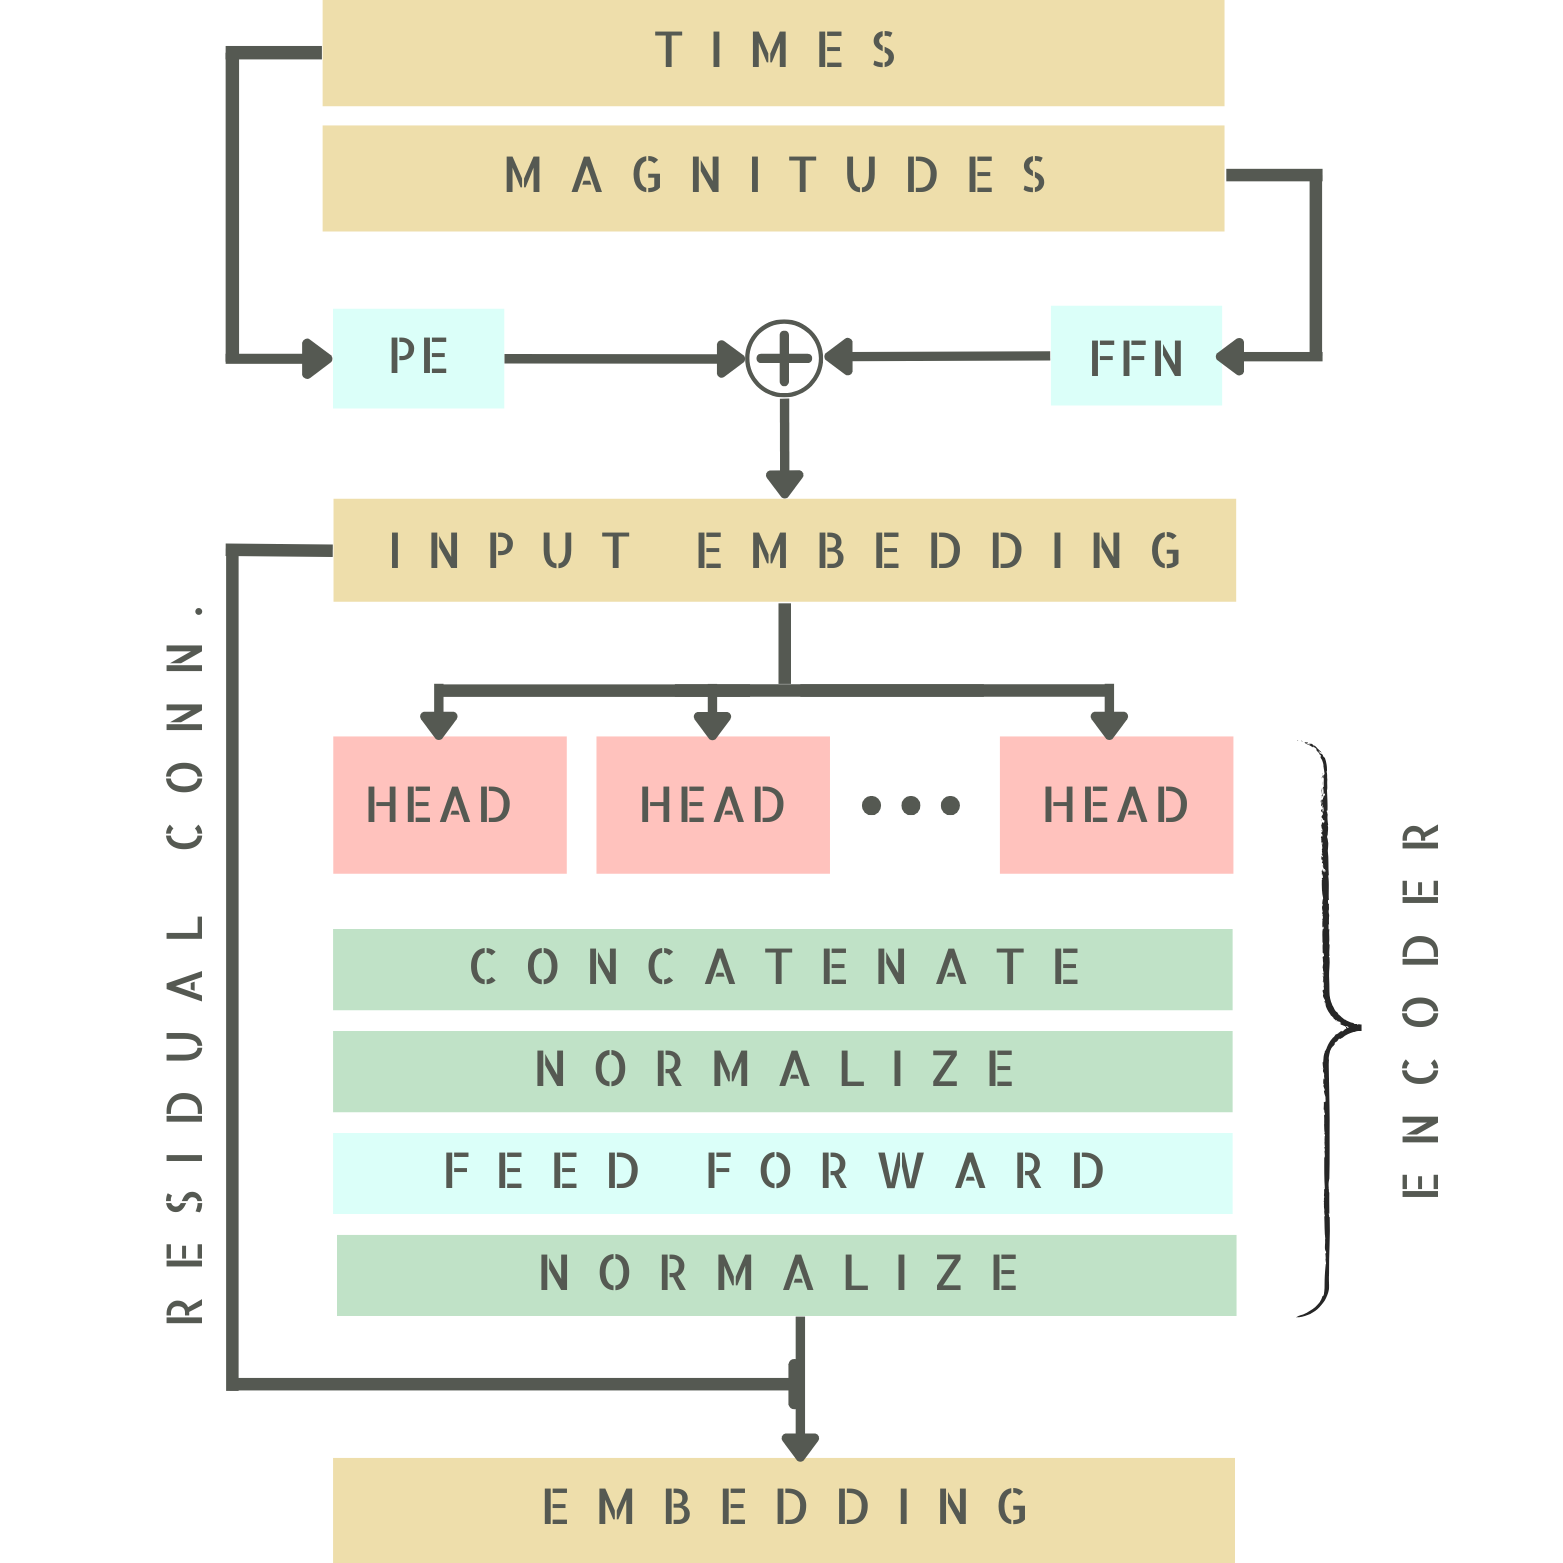 TIMES
MAGNITUDES
PE
FFN
INPUT EMBEDDING
RESIDUAL CONN.
HEAD
HEAD
HEAD
ENCODER
CONCATENATE
NORMALIZE
FEED FORWARD
NORMALIZE
EMBEDDING